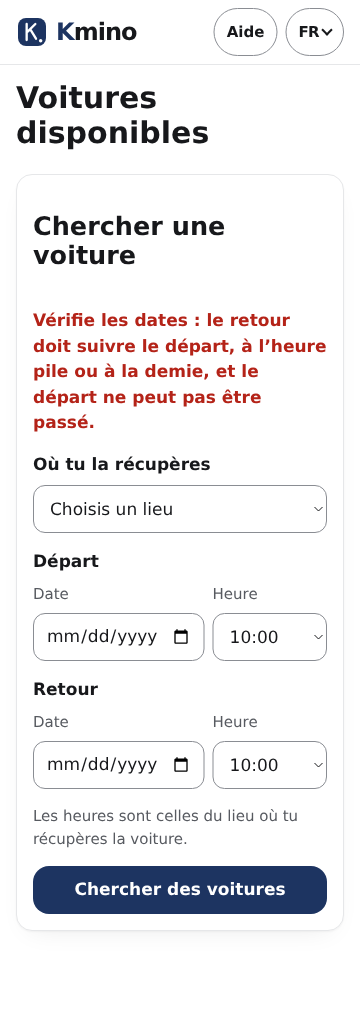 K. Kmino Aide FR
Voitures
disponibles
Chercher une
voiture
Vérifie les dates : le retour
doit suivre le départ, à l’heure
pile ou à la demie, et le
départ ne peut pas être
passé.
Où tu la récupères
Choisis un lieu
Départ
Date Heure
mm/dd/yyyy 10:00
Retour
Date Heure
mm/dd/yyyy 10:00
Les heures sont celles du lieu où tu
récupères la voiture.
Chercher des voitures